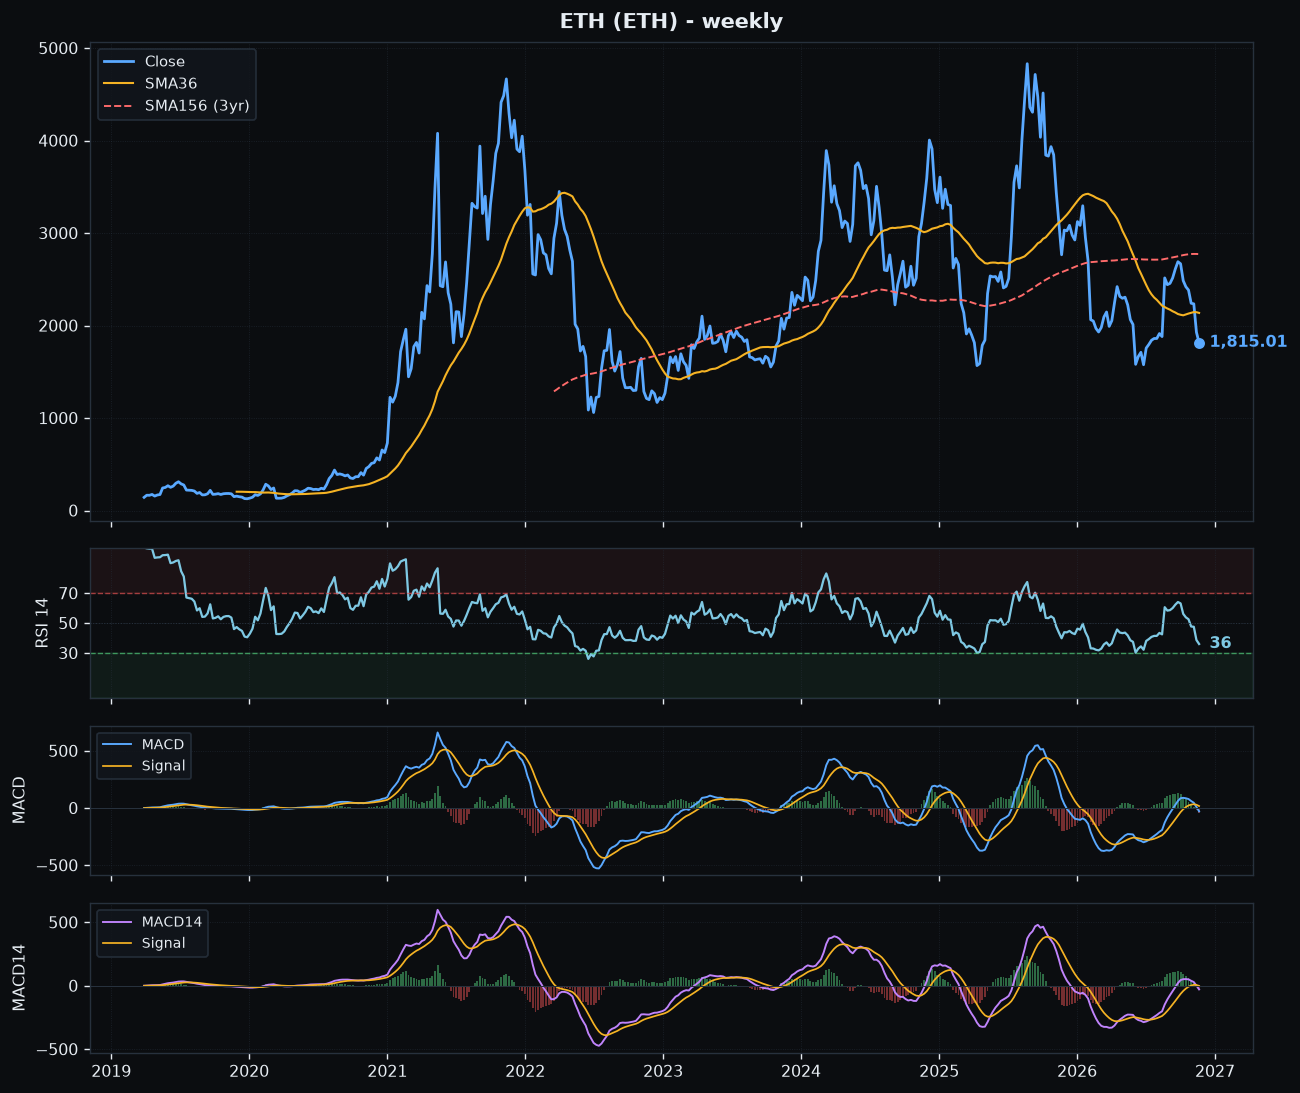 ETH (ETH) - weekly
5000
4000
3000
2000
1000
0
Close
SMA36
SMA156 (3yr)
1,815.01
RSI 14
70
50
30
36
MACD
500
0
−500
MACD
Signal
MACD14
500
0
−500
MACD14
Signal
2019 2020 2021 2022 2023 2024 2025 2026 2027